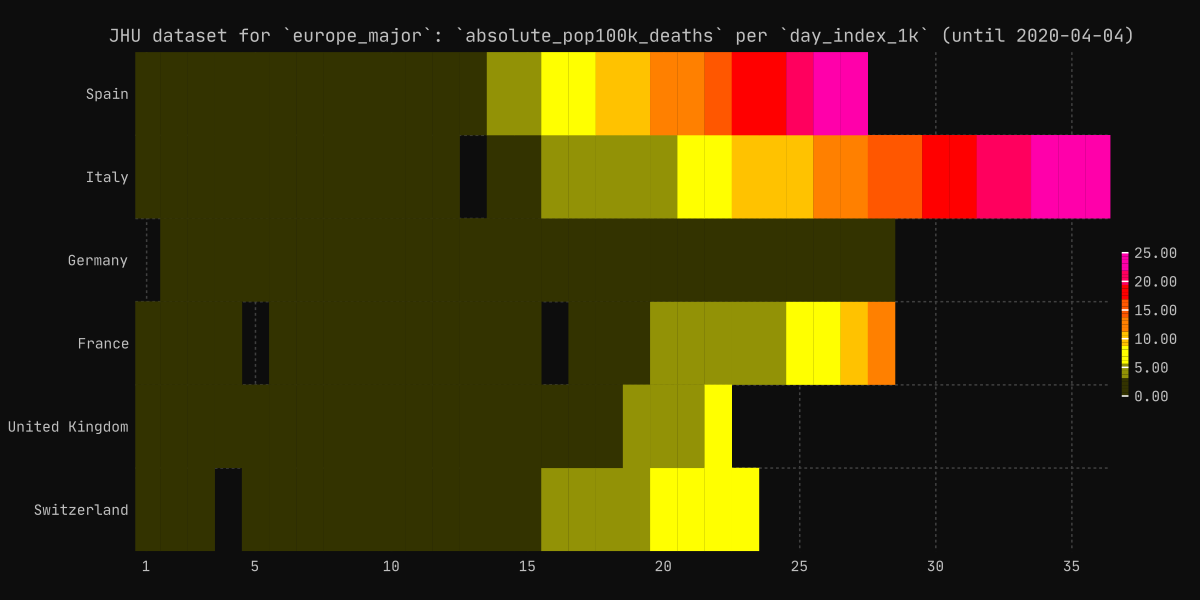 JHU dataset for `europe_major`: `absolute_pop100k_deaths` per `day_index_1k` (until 2020-04-04)
Spain
Italy
Germany
France
United Kingdom
Switzerland
1 5 10 15 20 25 30 35
25.00
20.00
15.00
10.00
5.00
0.00